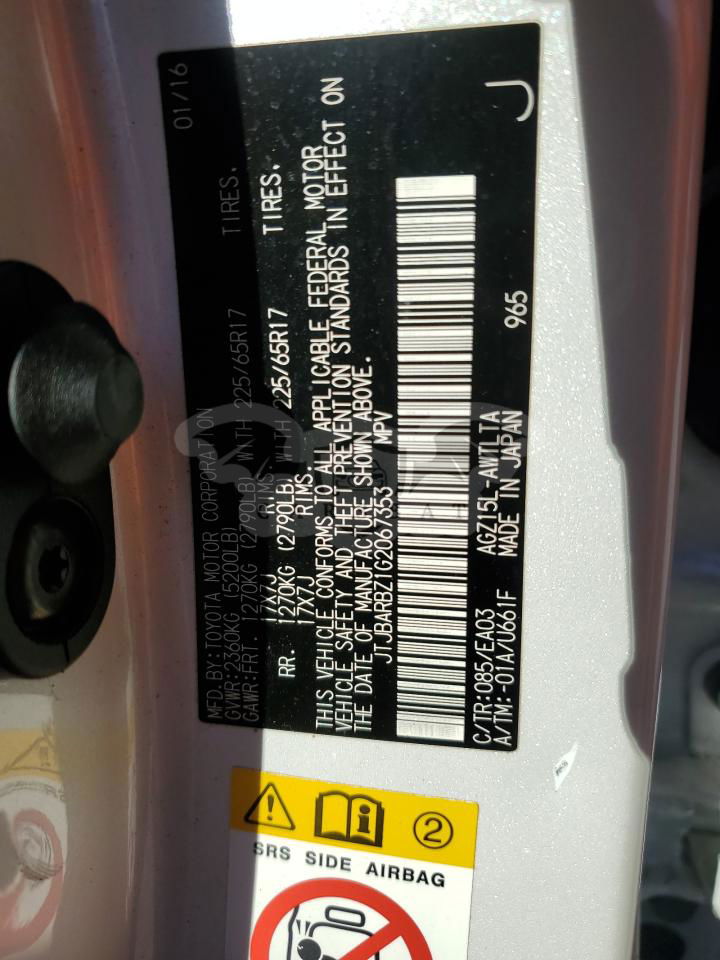 MFD.BY:TOYOTA MOTOR CORPORATION 01/16
GVWR:2360KG (5200LB)
GAWR:FRT. 1270KG (2790LB) WITH 225/65R17 TIRES,
17X7J RIMS.
RR. 1270KG (2790LB) WITH 225/65R17 TIRES,
17X7J RIMS.
THIS VEHICLE CONFORMS TO ALL APPLICABLE FEDERAL MOTOR
VEHICLE SAFETY AND THEFT PREVENTION STANDARDS IN EFFECT ON
THE DATE OF MANUFACTURE SHOWN ABOVE.
JTJBARBZ1G2067353 MPV
C/TR:085/EA03 AGZ15L-AWTLTA 965 J
A/TM:-01A/U661F MADE IN JAPAN
2
SRS SIDE AIRBAG